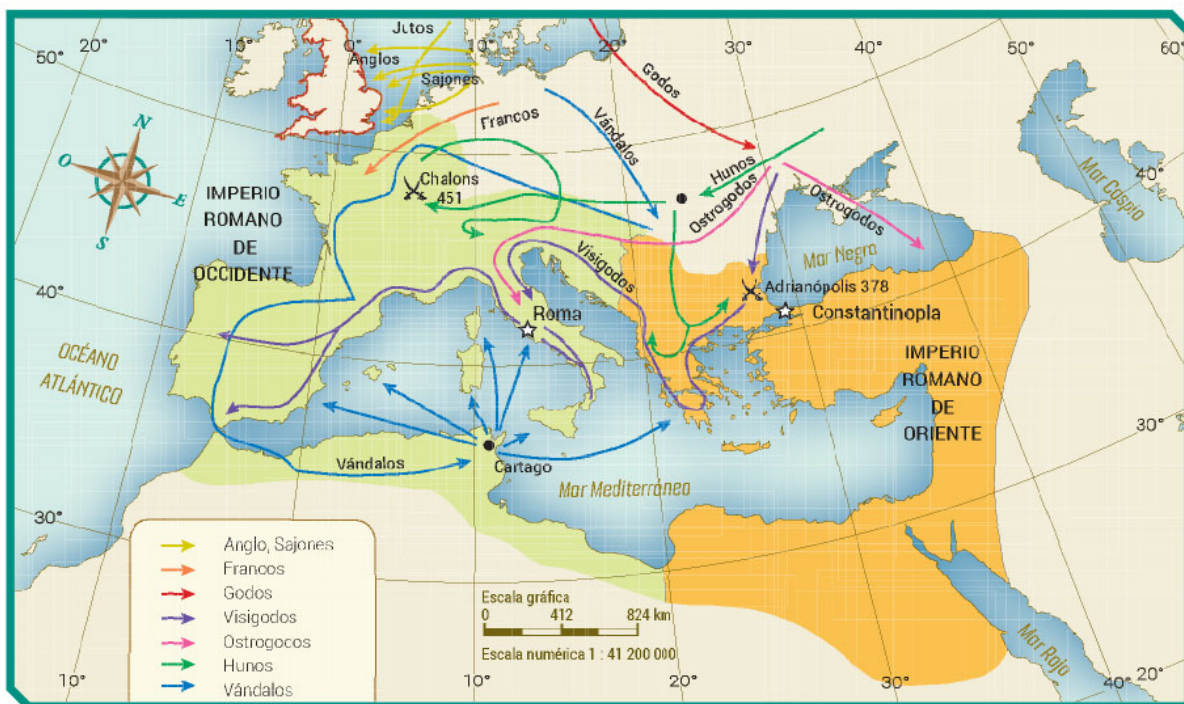 50°
20°
10°
0°
Jutos
10°
20°
30°
40°
50°
60°
Anglos
Sajones
Godos
Francos
Vándalos
Hunos
Mar Caspio
40°
N
O
E
S
IMPERIO
ROMANO
DE
OCCIDENTE
Chalons
451
Ostrogodos
Ostrogodos
Visigodos
Mar Negro
Adrianópolis 378
Constantinopla
40°
Roma
OCÉANO
ATLÁNTICO
IMPERIO
ROMANO
DE
ORIENTE
30°
Vándalos
Cartago
Mar Mediterráneo
30°
Anglo, Sajones
Francos
Godos
Visigodos
Ostrogocos
Hunos
Vándalos
Escala gráfica
0 412 824 km
Escala numérica 1 : 41 200 000
Mar Rojo
10°
0°
10°
20°
30°
40°
20°